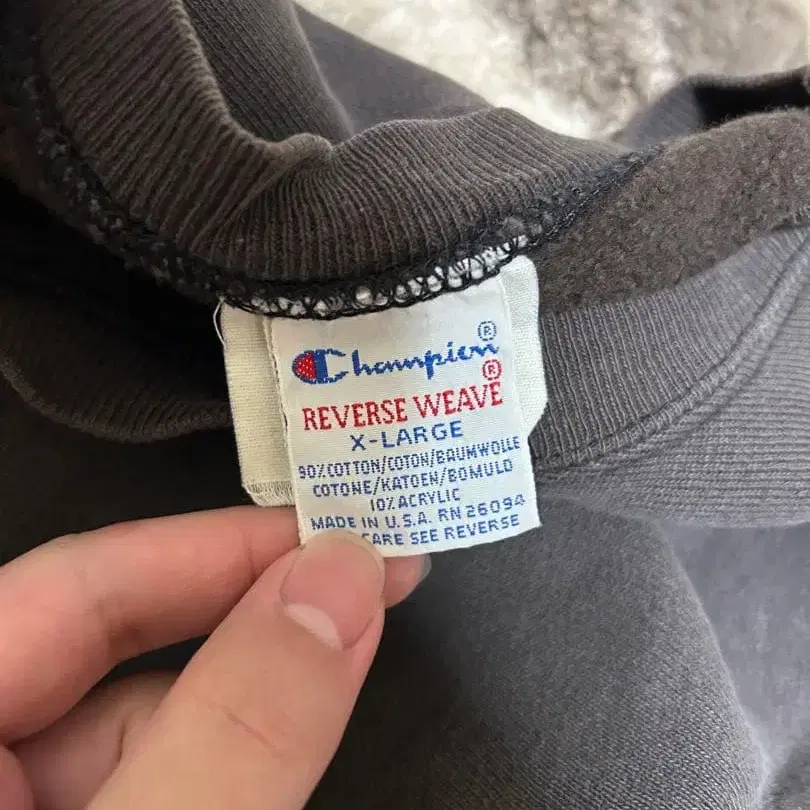 Champion®
REVERSE WEAVE®
X-LARGE
90%COTTON/COTON/BAUMWOLLE
COTONE/KATOEN/BOMULD
10% ACRYLIC
MADE IN U.S.A. RN 26094
CARE SEE REVERSE